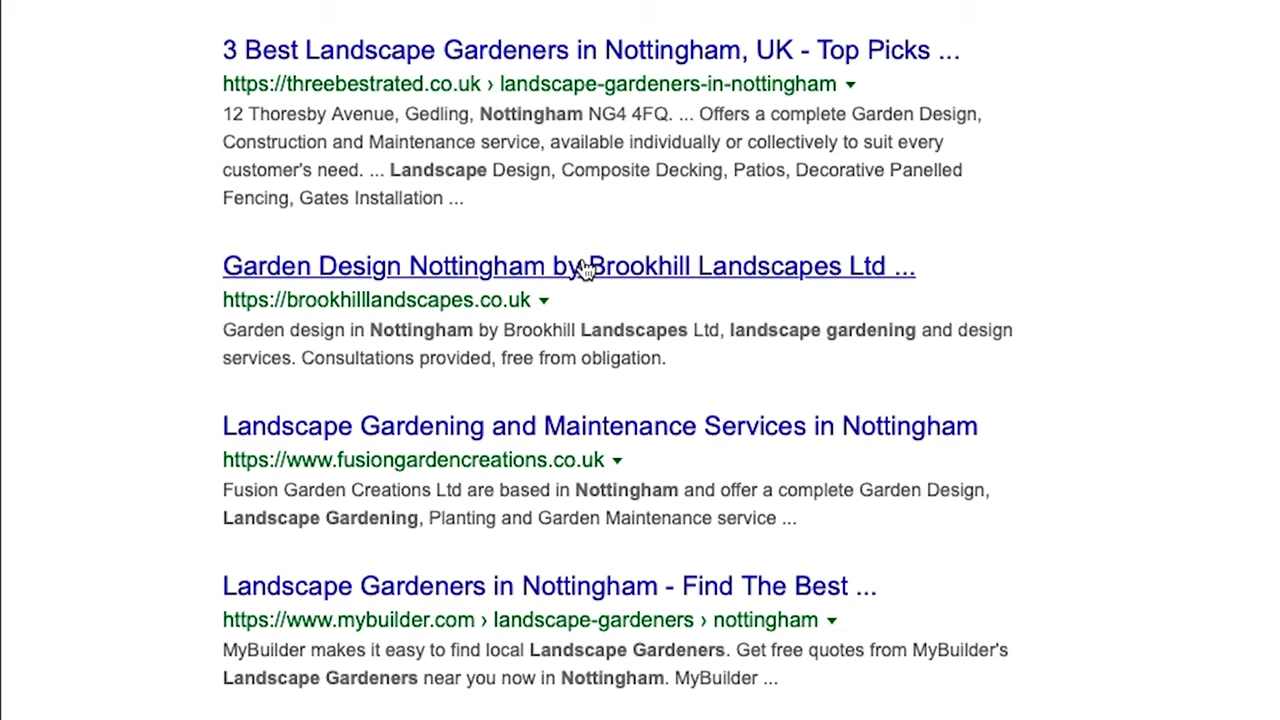 3 Best Landscape Gardeners in Nottingham, UK - Top Picks ...
https://threebestrated.co.uk › landscape-gardeners-in-nottingham
12 Thoresby Avenue, Gedling, Nottingham NG4 4FQ. ... Offers a complete Garden Design,
Construction and Maintenance service, available individually or collectively to suit every
customer's need. ... Landscape Design, Composite Decking, Patios, Decorative Panelled
Fencing, Gates Installation ...
Garden Design Nottingham by Brookhill Landscapes Ltd ...
https://brookhilllandscapes.co.uk
Garden design in Nottingham by Brookhill Landscapes Ltd, landscape gardening and design
services. Consultations provided, free from obligation.
Landscape Gardening and Maintenance Services in Nottingham
https://www.fusiongardencreations.co.uk
Fusion Garden Creations Ltd are based in Nottingham and offer a complete Garden Design,
Landscape Gardening, Planting and Garden Maintenance service ...
Landscape Gardeners in Nottingham - Find The Best ...
https://www.mybuilder.com › landscape-gardeners › nottingham
MyBuilder makes it easy to find local Landscape Gardeners. Get free quotes from MyBuilder's
Landscape Gardeners near you now in Nottingham. MyBuilder ...